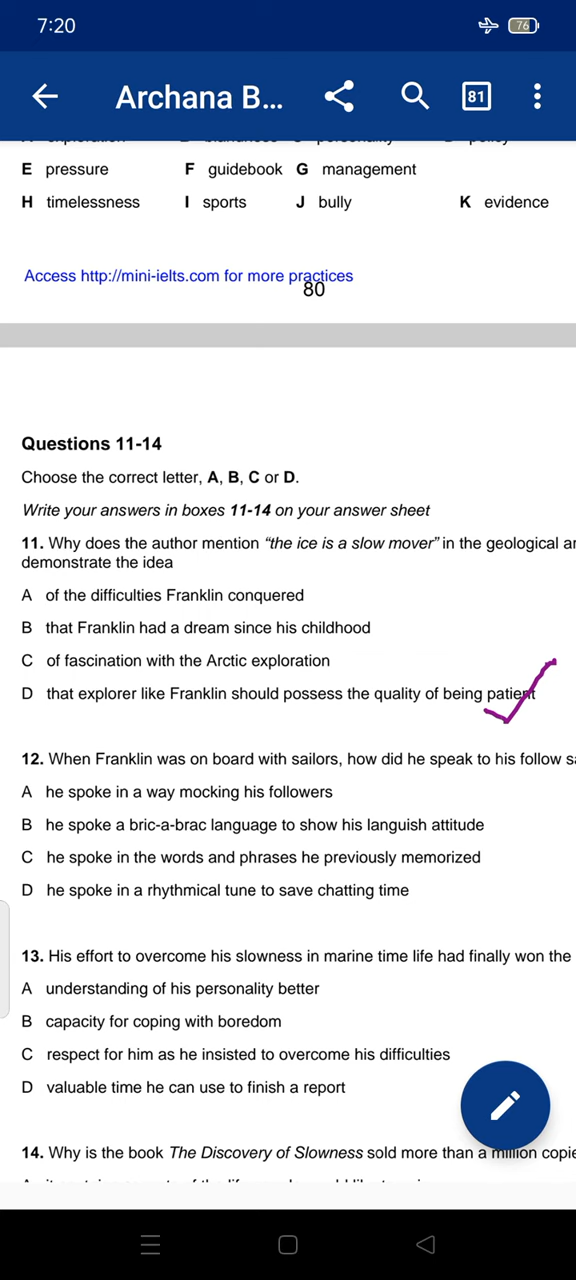 7:20
76
Archana B...
81
E pressure F guidebook G management
H timelessness I sports J bully K evidence
Access http://mini-ielts.com for more practices
80
Questions 11-14
Choose the correct letter, A, B, C or D.
Write your answers in boxes 11-14 on your answer sheet
11. Why does the author mention “the ice is a slow mover” in the geological
demonstrate the idea
A of the difficulties Franklin conquered
B that Franklin had a dream since his childhood
C of fascination with the Arctic exploration
D that explorer like Franklin should possess the quality of being patient
12. When Franklin was on board with sailors, how did he speak to his follow
A he spoke in a way mocking his followers
B he spoke a bric-a-brac language to show his languish attitude
C he spoke in the words and phrases he previously memorized
D he spoke in a rhythmical tune to save chatting time
13. His effort to overcome his slowness in marine time life had finally won the
A understanding of his personality better
B capacity for coping with boredom
C respect for him as he insisted to overcome his difficulties
D valuable time he can use to finish a report
14. Why is the book The Discovery of Slowness sold more than a million